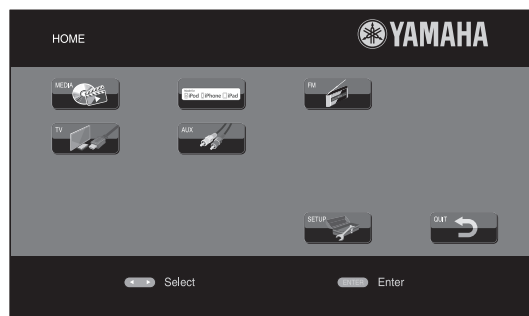 HOME
YAMAHA
MEDIA
iPod iPhone iPad
FM
TV
AUX
SETUP
QUIT
Select
ENTER Enter